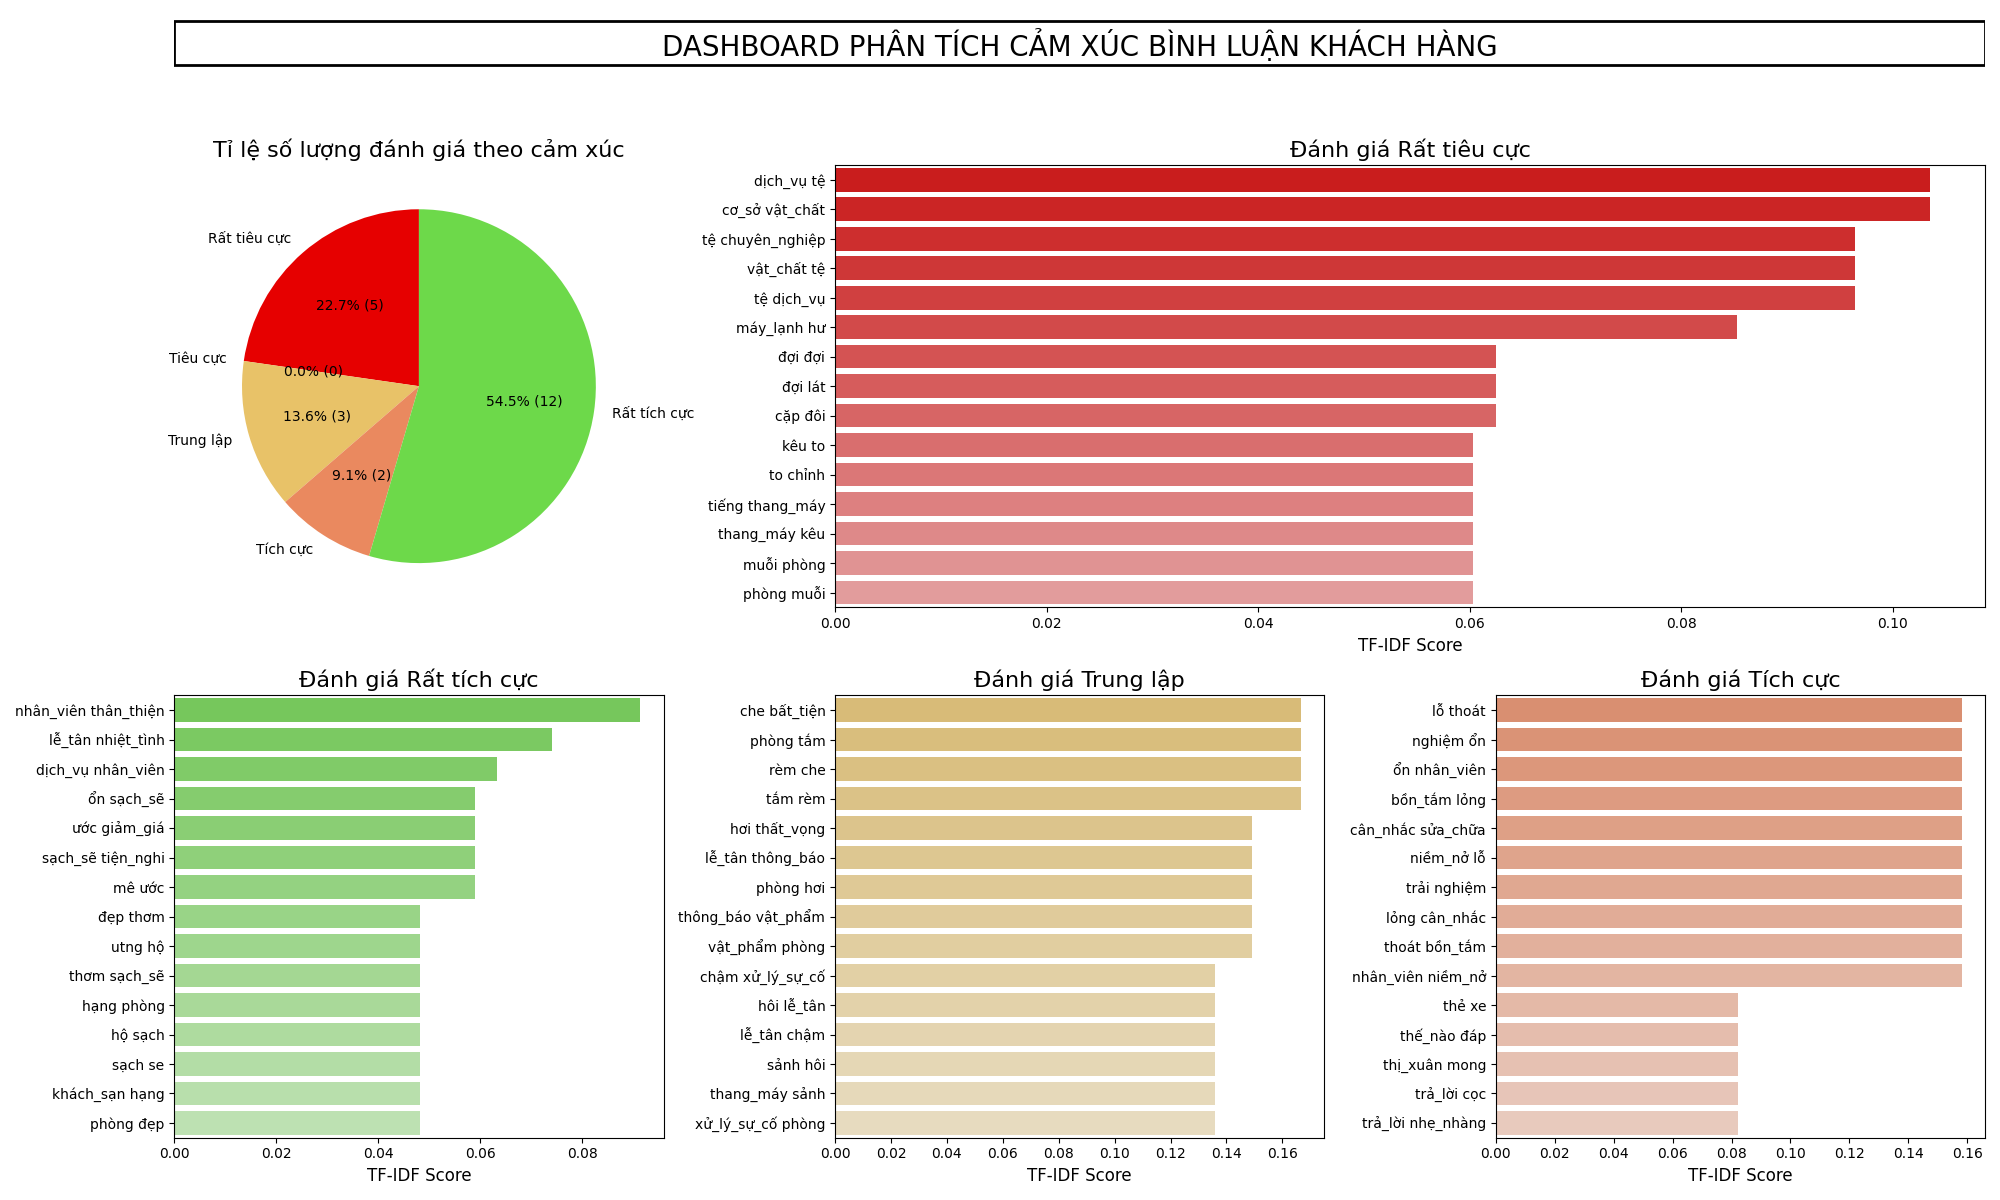 DASHBOARD PHÂN TÍCH CẢM XÚC BÌNH LUẬN KHÁCH HÀNG
Tỉ lệ số lượng đánh giá theo cảm xúc
Rất tiêu cực
22.7% (5)
Tiêu cực
0.0% (0)
13.6% (3)
Trung lập
9.1% (2)
Tích cực
54.5% (12)
Rất tích cực
Đánh giá Rất tiêu cực
dịch_vụ tệ
cơ_sở vật_chất
tệ chuyên_nghiệp
vật_chất tệ
tệ dịch_vụ
máy_lạnh hư
đợi đợi
đợi lát
cặp đôi
kêu to
to chỉnh
tiếng thang_máy
thang_máy kêu
muỗi phòng
phòng muỗi
0.00 0.02 0.04 0.06 0.08 0.10
TF-IDF Score
Đánh giá Rất tích cực
nhân_viên thân_thiện
lễ_tân nhiệt_tình
dịch_vụ nhân_viên
ổn sạch_sẽ
ước giảm_giá
sạch_sẽ tiện_nghi
mê ước
đẹp thơm
utng hộ
thơm sạch_sẽ
hạng phòng
hộ sạch
sạch se
khách_sạn hạng
phòng đẹp
0.00 0.02 0.04 0.06 0.08
TF-IDF Score
Đánh giá Trung lập
che bất_tiện
phòng tắm
rèm che
tắm rèm
hơi thất_vọng
lễ_tân thông_báo
phòng hơi
thông_báo vật_phẩm
vật_phẩm phòng
chậm xử_lý_sự_cố
hôi lễ_tân
lễ_tân chậm
sảnh hôi
thang_máy sảnh
xử_lý_sự_cố phòng
0.00 0.02 0.04 0.06 0.08 0.10 0.12 0.14 0.16
TF-IDF Score
Đánh giá Tích cực
lỗ thoát
nghiệm ổn
ổn nhân_viên
bồn_tắm lỏng
cân_nhắc sửa_chữa
niềm_nở lỗ
trải nghiệm
lỏng cân_nhắc
thoát bồn_tắm
nhân_viên niềm_nở
thẻ xe
thế_nào đáp
thị_xuân mong
trả_lời cọc
trả_lời nhẹ_nhàng
0.00 0.02 0.04 0.06 0.08 0.10 0.12 0.14 0.16
TF-IDF Score